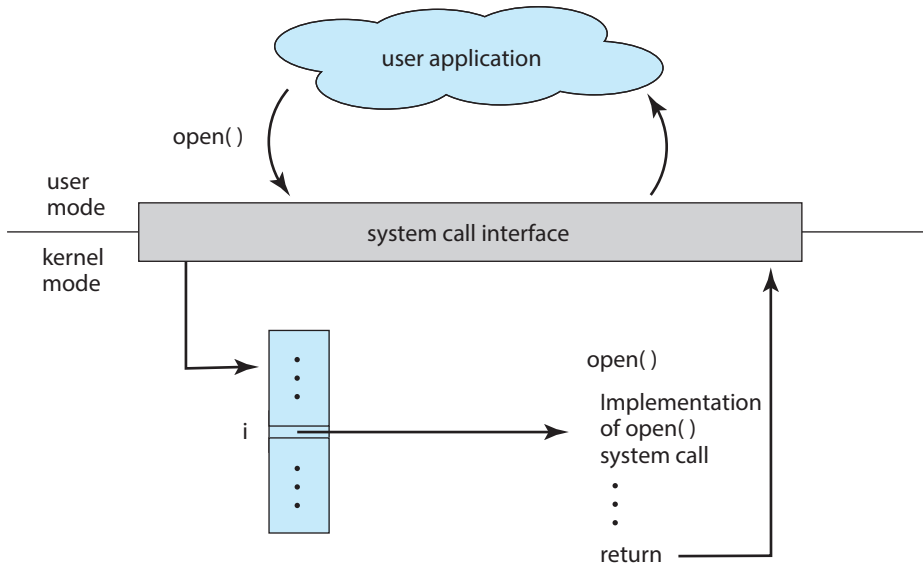 user application
open( )
user
mode
system call interface
kernel
mode
open( )
i
Implementation
of open( )
system call
return